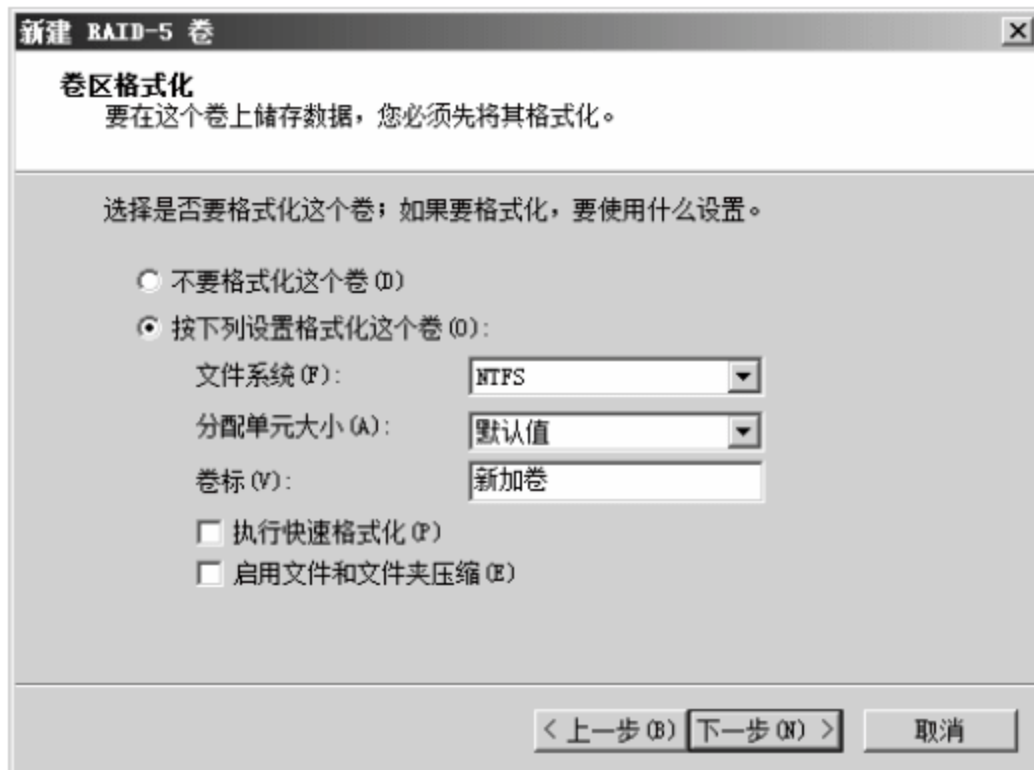 新建 RAID-5 卷
卷区格式化
要在这个卷上储存数据，您必须先将其格式化。
选择是否要格式化这个卷；如果要格式化，要使用什么设置。
不要格式化这个卷(D)
按下列设置格式化这个卷(O):
文件系统(F): NTFS
分配单元大小(A): 默认值
卷标(V): 新加卷
执行快速格式化(P)
启用文件和文件夹压缩(E)
< 上一步(B) 下一步(N) > 取消